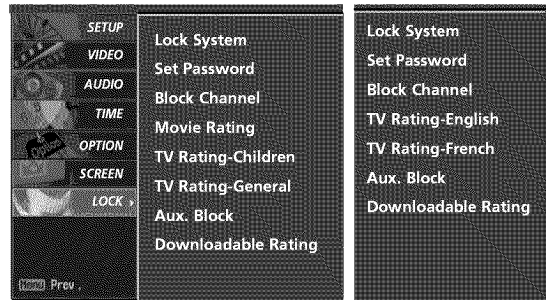 SETUP
VIDEO
AUDIO
TIME
OPTION
SCREEN
LOCK
Menu Prev.
Lock System
Set Password
Block Channel
Movie Rating
TV Rating-Children
TV Rating-General
Aux. Block
Downloadable Rating
Lock System
Set Password
Block Channel
TV Rating-English
TV Rating-French
Aux. Block
Downloadable Rating